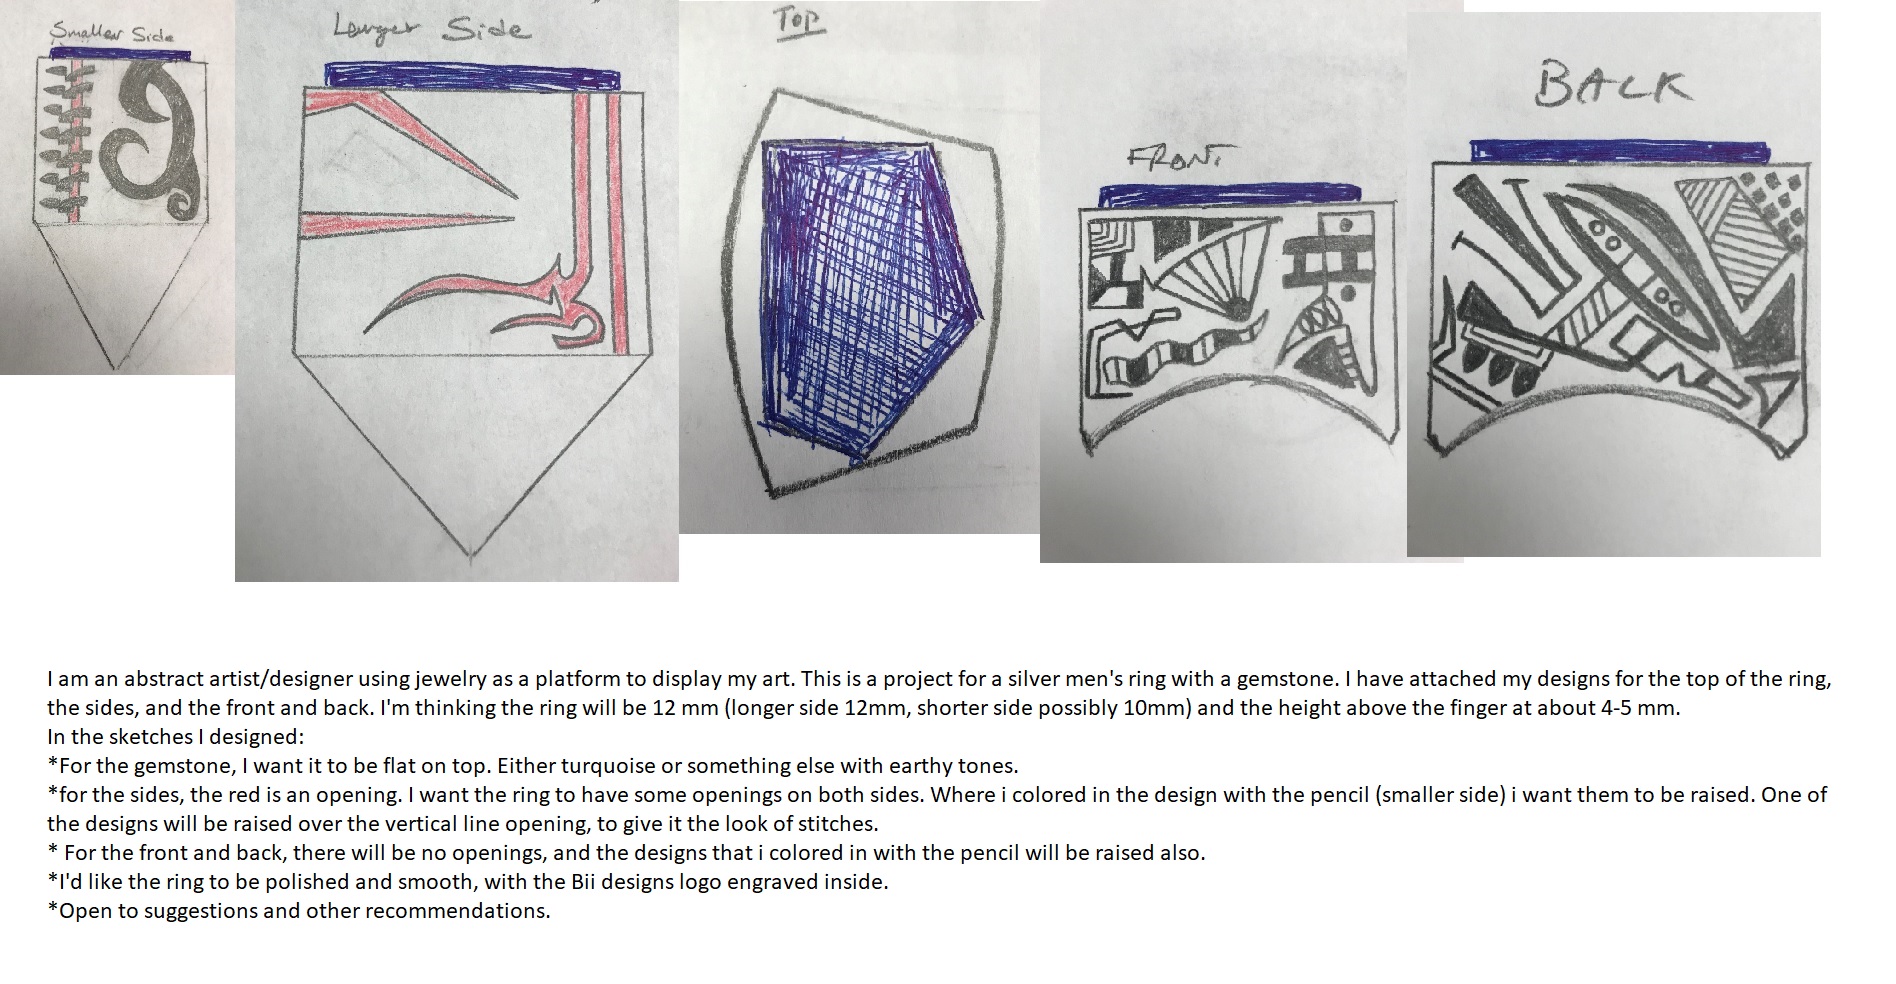 Smaller Side
Longer Side
Top
FRONT
BACK
I am an abstract artist/designer using jewelry as a platform to display my art. This is a project for a silver men's ring with a gemstone. I have attached my designs for the top of the ring,
the sides, and the front and back. I'm thinking the ring will be 12 mm (longer side 12mm, shorter side possibly 10mm) and the height above the finger at about 4-5 mm.
In the sketches I designed:
*For the gemstone, I want it to be flat on top. Either turquoise or something else with earthy tones.
*for the sides, the red is an opening. I want the ring to have some openings on both sides. Where i colored in the design with the pencil (smaller side) i want them to be raised. One of
the designs will be raised over the vertical line opening, to give it the look of stitches.
* For the front and back, there will be no openings, and the designs that i colored in with the pencil will be raised also.
*I'd like the ring to be polished and smooth, with the Bii designs logo engraved inside.
*Open to suggestions and other recommendations.